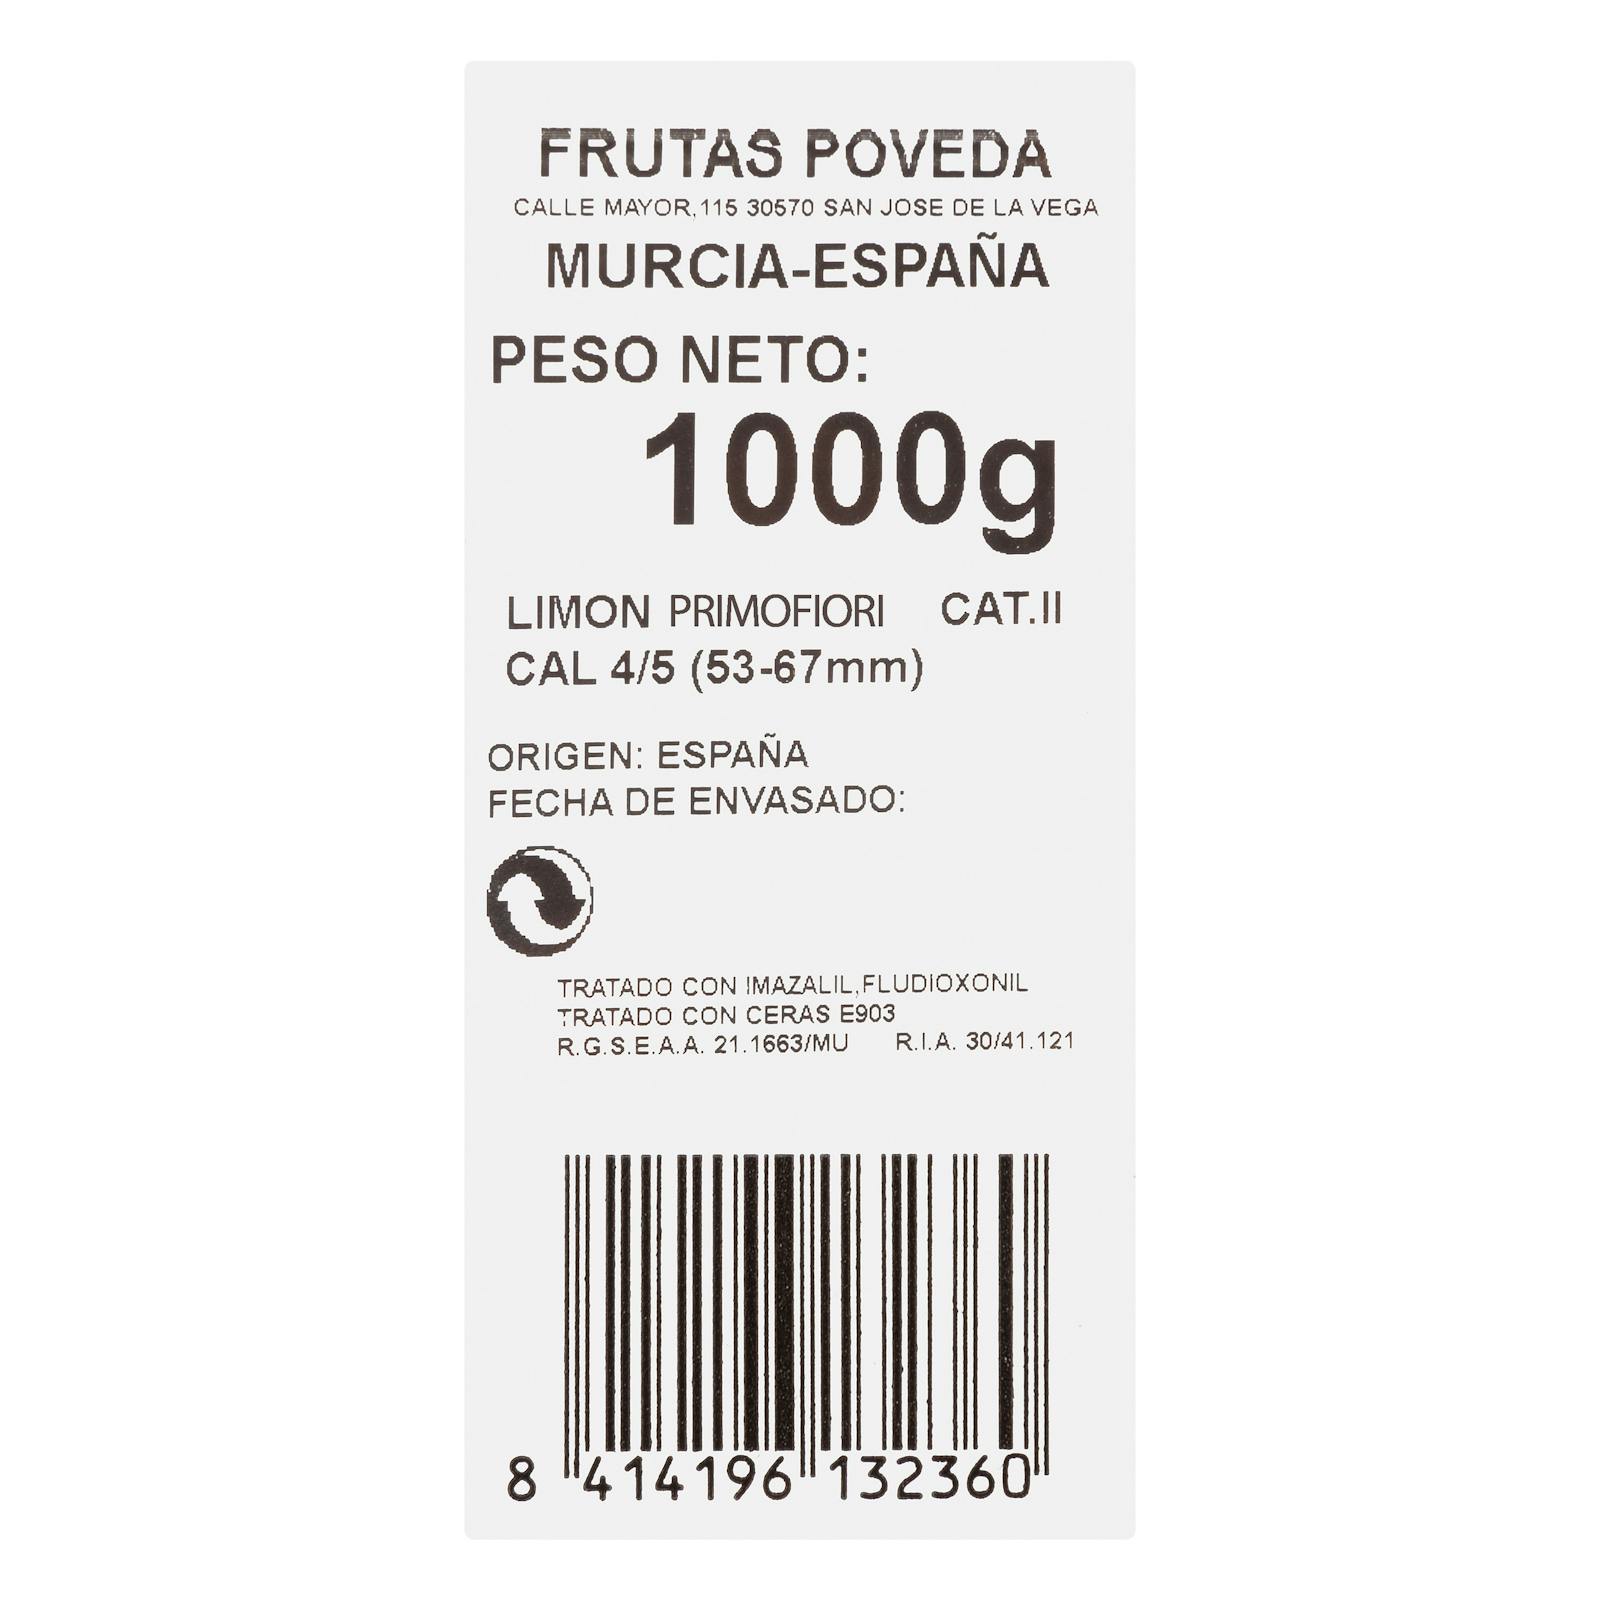 FRUTAS POVEDA
CALLE MAYOR,115 30570 SAN JOSE DE LA VEGA
MURCIA-ESPAÑA
PESO NETO:
1000g
LIMON PRIMOFIORI CAT.II
CAL 4/5 (53-67mm)
ORIGEN: ESPAÑA
FECHA DE ENVASADO:
TRATADO CON IMAZALIL,FLUDIOXONIL
TRATADO CON CERAS E903
R.G.S.E.A.A. 21.1663/MU R.I.A. 30/41.121
8 414196 132360